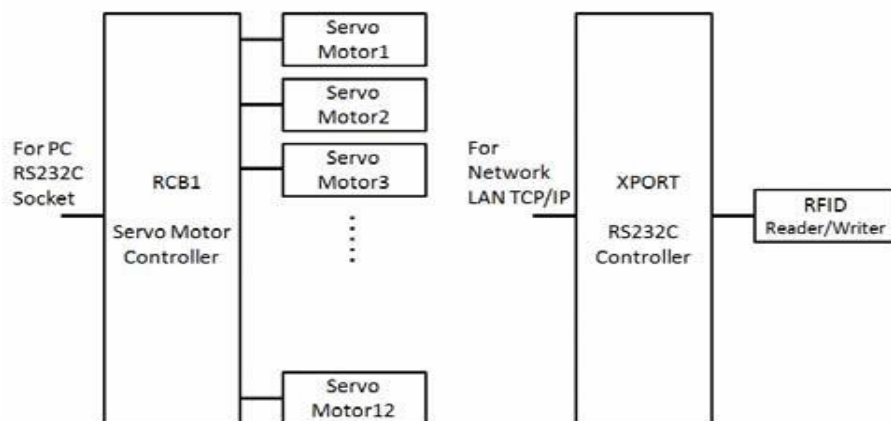 Servo
Motor1
Servo
Motor2
Servo
Motor3
Servo
Motor12
For PC
RS232C
Socket
RCB1
Servo Motor
Controller
For
Network
LAN TCP/IP
XPORT
RS232C
Controller
RFID
Reader/Writer